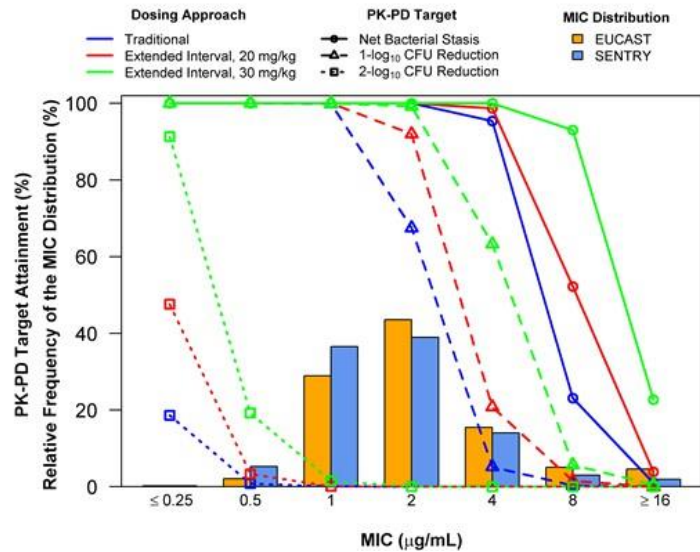 Dosing Approach
Traditional
Extended Interval, 20 mg/kg
Extended Interval, 30 mg/kg
PK-PD Target
Net Bacterial Stasis
1-log₁₀ CFU Reduction
2-log₁₀ CFU Reduction
MIC Distribution
EUCAST
SENTRY
PK-PD Target Attainment (%)
Relative Frequency of the MIC Distribution (%)
100
80
60
40
20
0
≤ 0.25 0.5 1 2 4 8 ≥ 16
MIC (μg/mL)